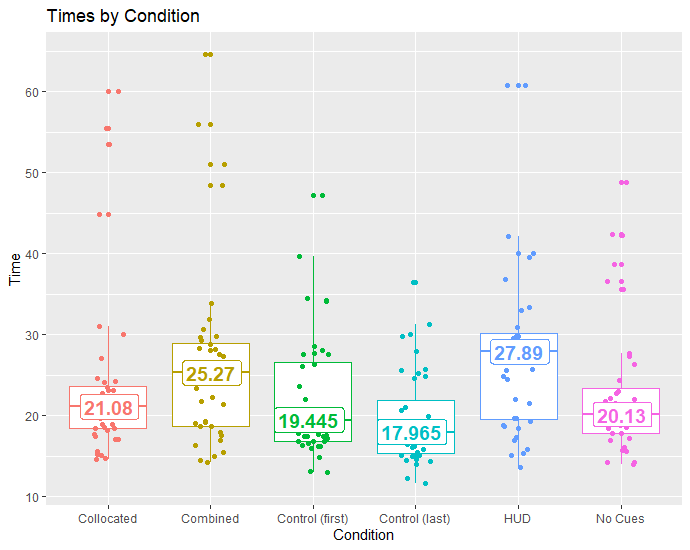 Times by Condition
60
50
40
30
20
10
Time
21.08
25.27
19.445
17.965
27.89
20.13
Collocated
Combined
Control (first)
Control (last)
HUD
No Cues
Condition